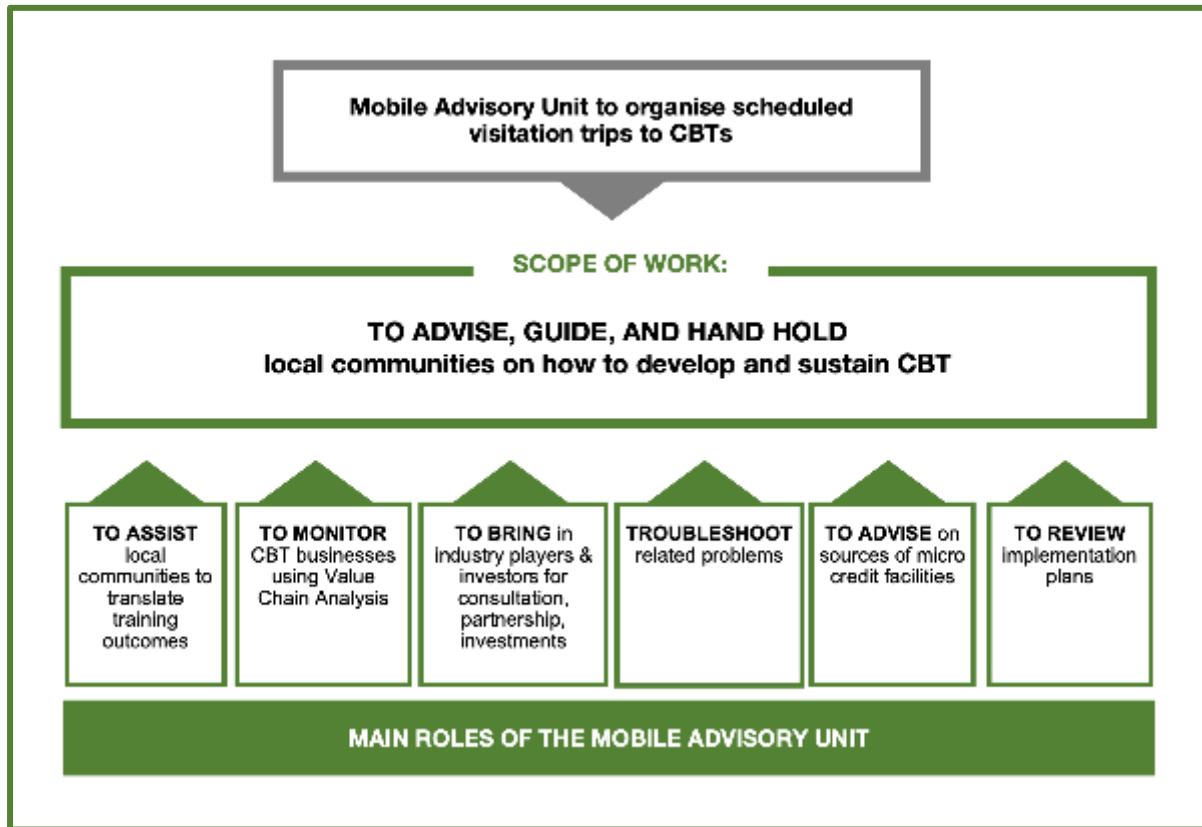 Mobile Advisory Unit to organise scheduled
visitation trips to CBTs
SCOPE OF WORK:
TO ADVISE, GUIDE, AND HAND HOLD
local communities on how to develop and sustain CBT
TO ASSIST
local
communities to
translate
training
outcomes
TO MONITOR
CBT businesses
using Value
Chain Analysis
TO BRING in
industry players &
investors for
consultation,
partnership,
investments
TROUBLESHOOT
related problems
TO ADVISE on
sources of micro
credit facilities
TO REVIEW
implementation
plans
MAIN ROLES OF THE MOBILE ADVISORY UNIT